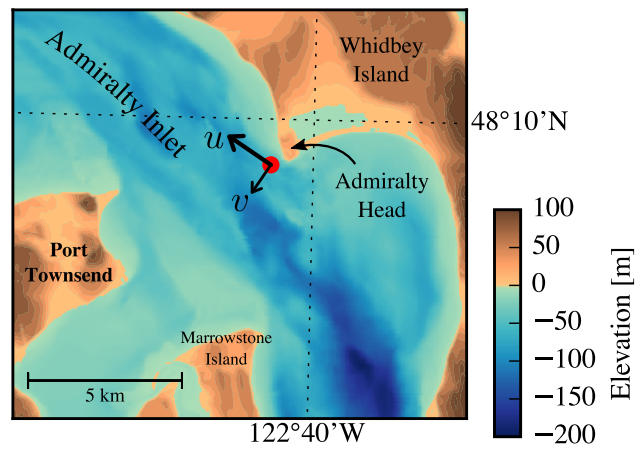 Admiralty Inlet
Whidbey
Island
48°10'N
u
v
Admiralty
Head
Port
Townsend
Marrowstone
Island
5 km
122°40'W
100
50
0
−50
−100
−150
−200
Elevation [m]